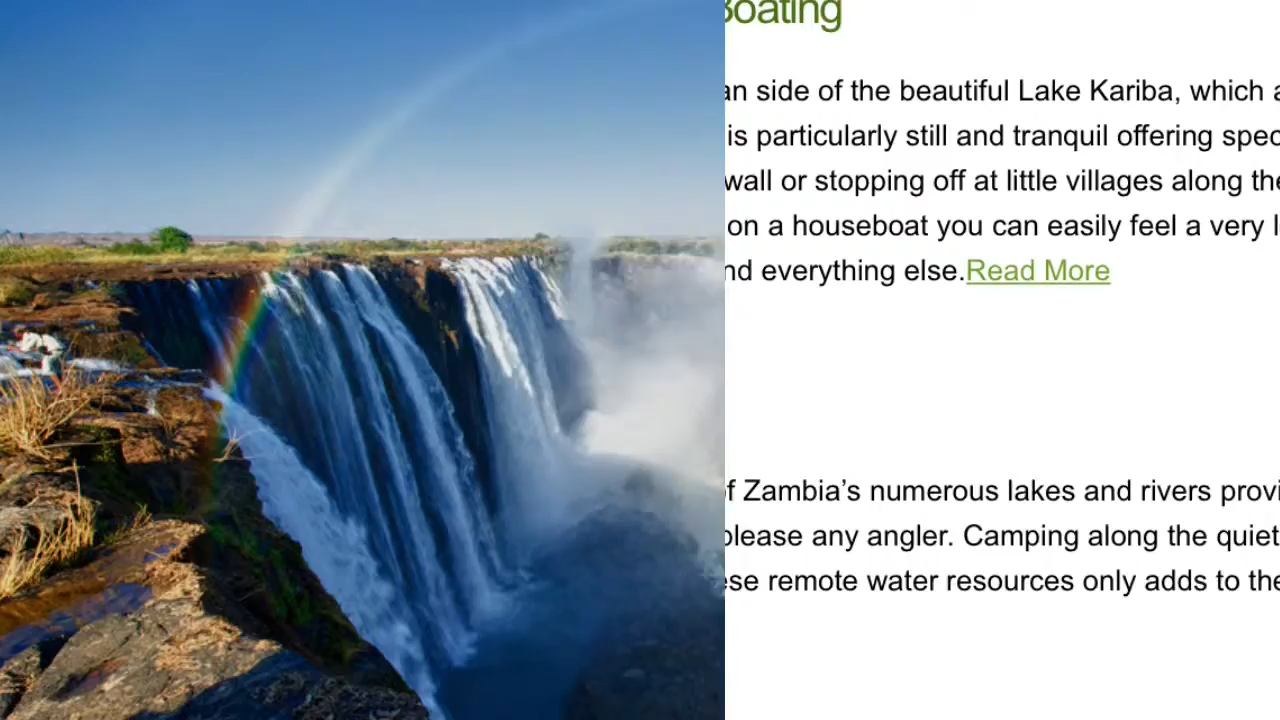 Boating
an side of the beautiful Lake Kariba, which a
is particularly still and tranquil offering spec
wall or stopping off at little villages along the
on a houseboat you can easily feel a very l
nd everything else.Read More
of Zambia’s numerous lakes and rivers provi
please any angler. Camping along the quiet
ese remote water resources only adds to the